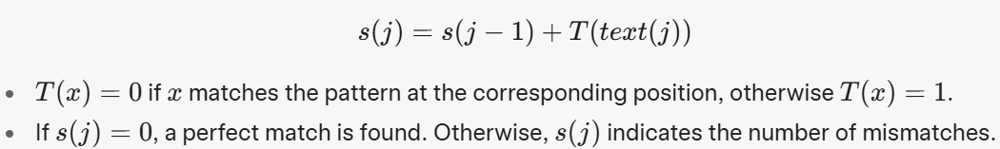 s(j) = s(j − 1) + T(text(j))
• T(x) = 0 if x matches the pattern at the corresponding position, otherwise T(x) = 1.
• If s(j) = 0, a perfect match is found. Otherwise, s(j) indicates the number of mismatches.